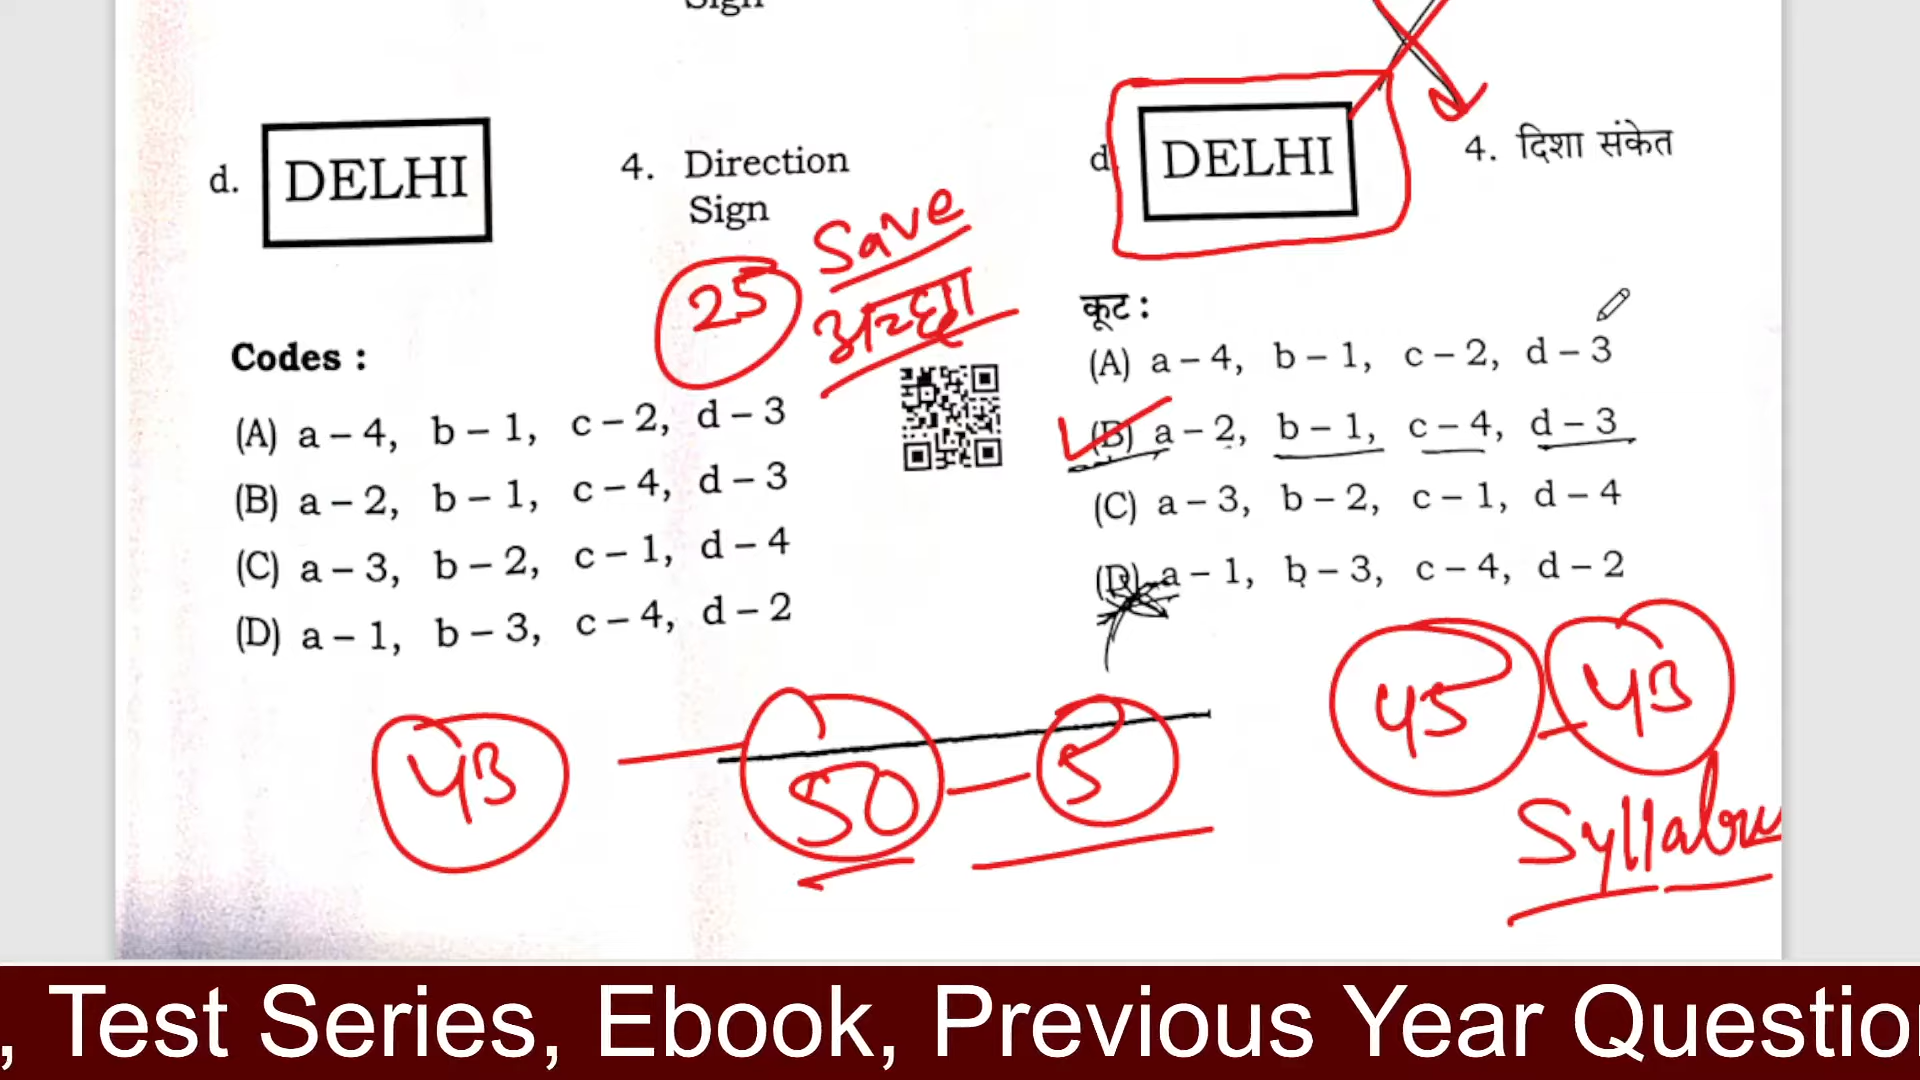 Sign
d. DELHI
4. Direction
Sign
Codes :
(A) a – 4, b – 1, c – 2, d – 3
(B) a – 2, b – 1, c – 4, d – 3
(C) a – 3, b – 2, c – 1, d – 4
(D) a – 1, b – 3, c – 4, d – 2
25 Save
अच्छा
d DELHI
4. दिशा संकेत
कूट :
(A) a – 4, b – 1, c – 2, d – 3
(B) a – 2, b – 1, c – 4, d – 3
(C) a – 3, b – 2, c – 1, d – 4
(D) a – 1, b – 3, c – 4, d – 2
43 — 50 — 5
45 – 43
, Test Series, Ebook, Previous Year Questio